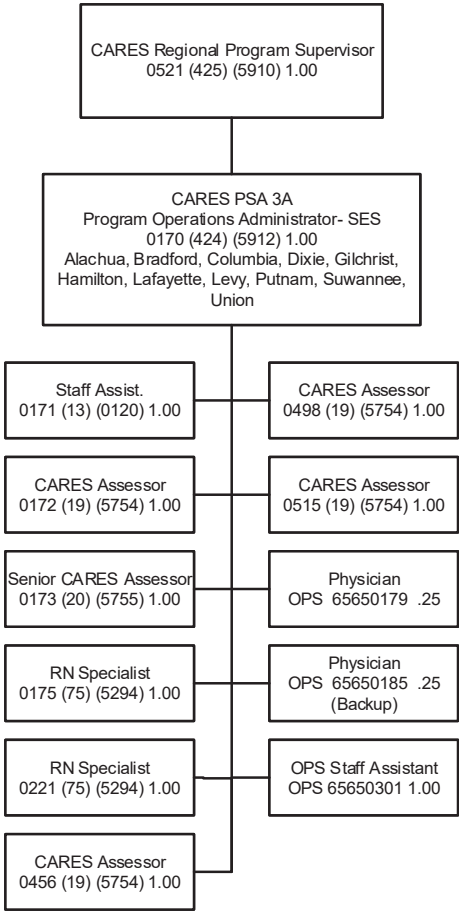 CARES Regional Program Supervisor
0521 (425) (5910) 1.00
CARES PSA 3A
Program Operations Administrator- SES
0170 (424) (5912) 1.00
Alachua, Bradford, Columbia, Dixie, Gilchrist,
Hamilton, Lafayette, Levy, Putnam, Suwannee,
Union
Staff Assist.
0171 (13) (0120) 1.00
CARES Assessor
0498 (19) (5754) 1.00
CARES Assessor
0172 (19) (5754) 1.00
CARES Assessor
0515 (19) (5754) 1.00
Senior CARES Assessor
0173 (20) (5755) 1.00
Physician
OPS 65650179 .25
RN Specialist
0175 (75) (5294) 1.00
Physician
OPS 65650185 .25
(Backup)
RN Specialist
0221 (75) (5294) 1.00
OPS Staff Assistant
OPS 65650301 1.00
CARES Assessor
0456 (19) (5754) 1.00